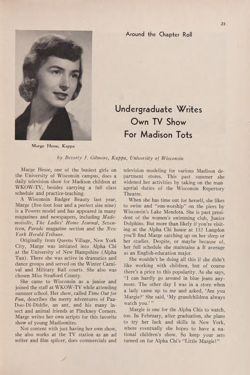 21
Around the Chapter Roll
Undergraduate Writes
Own TV Show
For Madison Tots
Marge Hesse, Kappa
by Beverly J. Gilmore, Kappa, University of Wisconsin
Marge Hesse, one of the busiest girls on
the University of Wisconsin campus, does a
daily television show for Madison children at
WKOW-TV, besides carrying a full class
schedule and practice-teaching.
A Wisconsin Badger Beauty last year,
Marge (five-foot four and a perfect size nine)
is a Powers model and has appeared in many
magazines and newspapers, including Made-
moiselle, The Ladies' Home Journal, Seven-
teen, Parade magazine section and the New
York Herald Tribune.
Originally from Queens Village, New York
City, Marge was initiated into Alpha Chi
at the University of New Hampshire (Alpha
Tau). There she was active in dramatics and
dance groups and served on the Winter Carni-
val and Military Ball courts. She also was
chosen Miss Stratford County.
She came to Wisconsin as a junior and
joined the staff at WKOW-TV while attending
summer school. Her show, called Time Out for
Fun, describes the merry adventures of Pan-
Doo-Di-Diddle, an ant, and his many in-
sect and animal friends at Finckney Corners.
Marge writes her own scripts for this favorite
show of young Madisonites.
Not content with just having her own show,
she also works at the TV station as an ad
writer and film splicer, does commercials and
television modeling for various Madison de-
partment stores. This past summer she
widened her activities by taking on the man-
agerial duties of the Wisconsin Repertory
Theatre.
When she has time out for herself, she likes
to swim and "sun-worship" on the piers by
Wisconsin's Lake Mendota. She is past presi-
dent of the women's swimming club, Junior
Dolphins. But more than likely if you're visit-
ing at the Alpha Chi house at 152 Langdon
you'll find Marge catching up on her sleep or
her studies. Despite, or maybe because of,
her full schedule she maintains a B average
as an English-education major.
She wouldn't be doing all this if she didn't
like working with children, but of course
there's a price to this popularity. As she says,
"I can hardly go around in blue jeans any-
more. The other day I was in a store when
a lady came up to me and asked, 'Are you
Margie?' She said, 'My grandchildren always
watch you.' "
Margie is one for the Alpha Chis to watch,
too. In February, after graduation, she plans
to try her luck and skills in New York,
where eventually she hopes to have a na-
tional children's show. So keep your sets
tuned on for Alpha Chi's "Little Margie!"